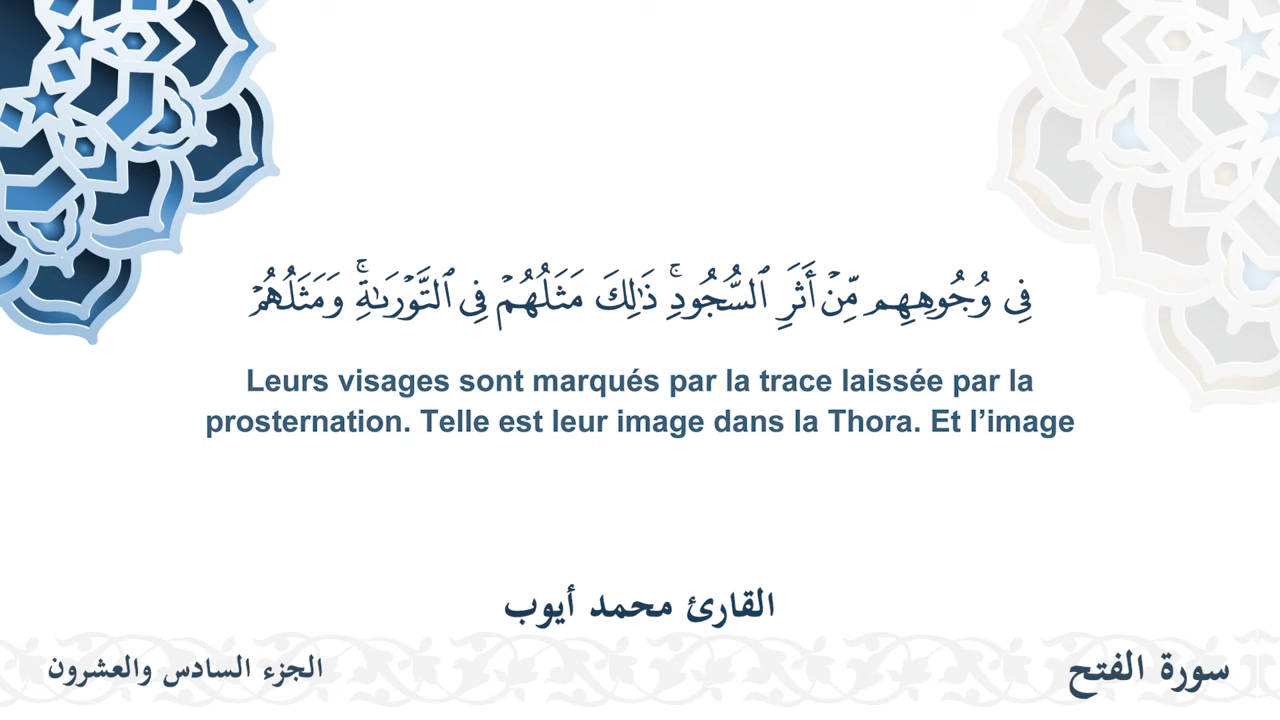 فِي وُجُوهِهِم مِّنْ أَثَرِ ٱلسُّجُودِۚ ذَٰلِكَ مَثَلُهُمْ فِي ٱلتَّوْرَىٰةِۚ وَمَثَلُهُمْ
Leurs visages sont marqués par la trace laissée par la
prosternation. Telle est leur image dans la Thora. Et l’image
القارئ محمد أيوب
سورة الفتح
الجزء السادس والعشرون